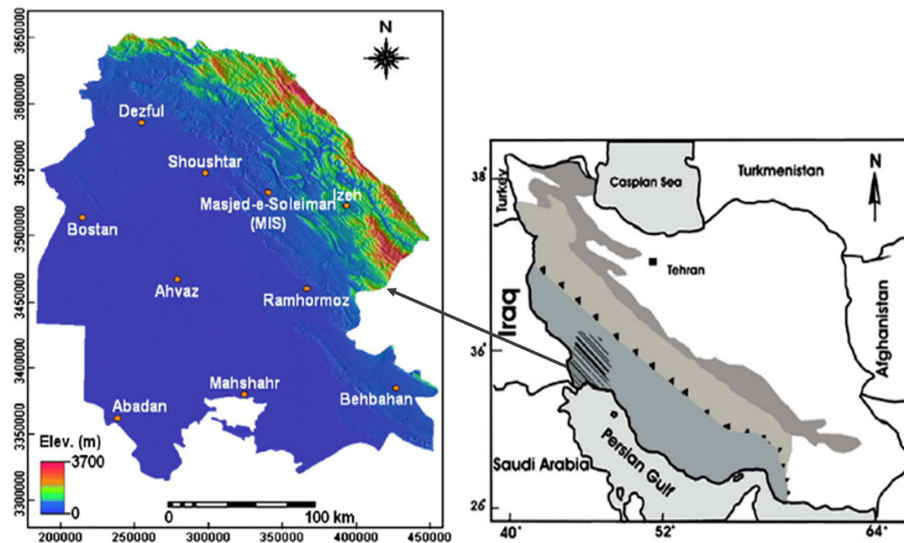 3650000
3600000
3550000
3500000
3450000
3400000
3350000
3300000
N
Dezful
Shoushtar
Masjed-e-Soleiman
(MIS)
Izeh
Bostan
Ahvaz
Ramhormoz
Mahshahr
Abadan
Behbahan
Elev. (m)
3700
0
0
100 km
200000 250000 300000 350000 400000 450000
38°
36°
26
Turkey
Caspian Sea
Turkmenistan
N
Tehran
Iraq
Afghanistan
Persian Gulf
Saudi Arabia
40° 52° 64°